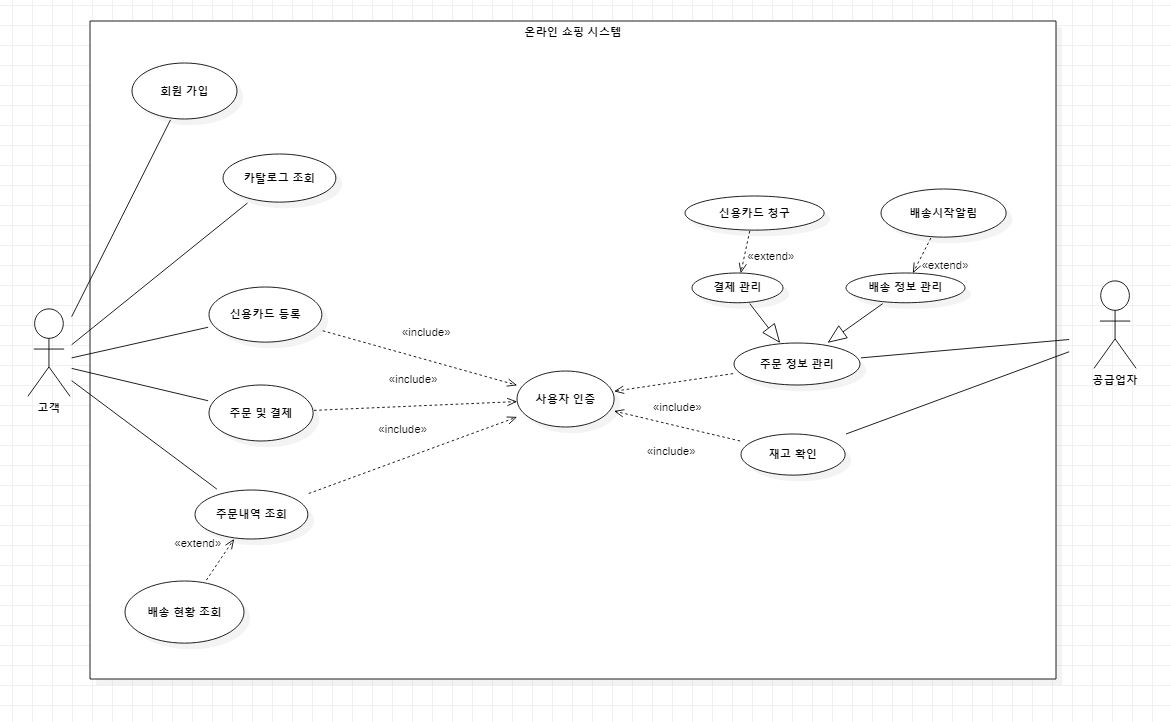 온라인 쇼핑 시스템
회원 가입
카탈로그 조회
신용카드 청구
배송시작알림
«extend»
«extend»
결제 관리
배송 정보 관리
신용카드 등록
«include»
주문 정보 관리
공급업자
«include»
사용자 인증
고객
주문 및 결제
«include»
«include»
«include»
재고 확인
주문내역 조회
«extend»
배송 현황 조회